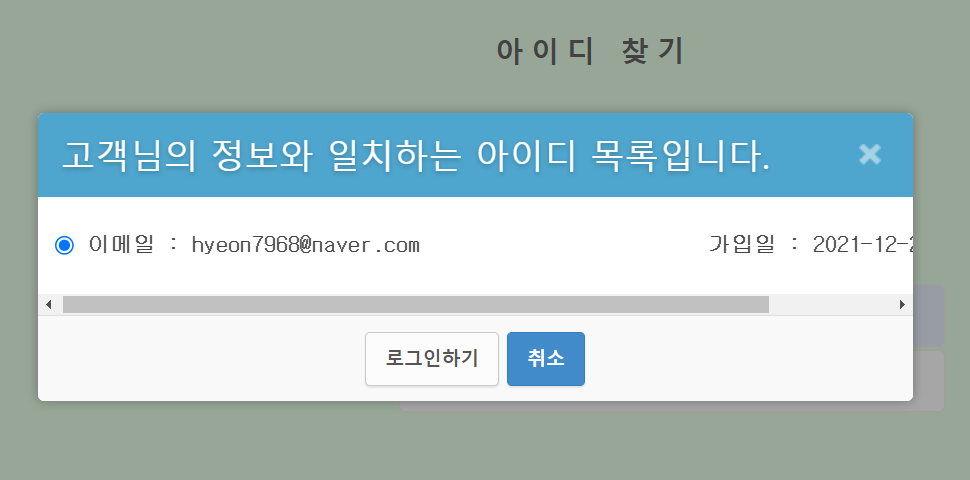 아이디 찾기
고객님의 정보와 일치하는 아이디 목록입니다. ×
이메일 : hyeon7968@naver.com 가입일 : 2021-12-
로그인하기 취소